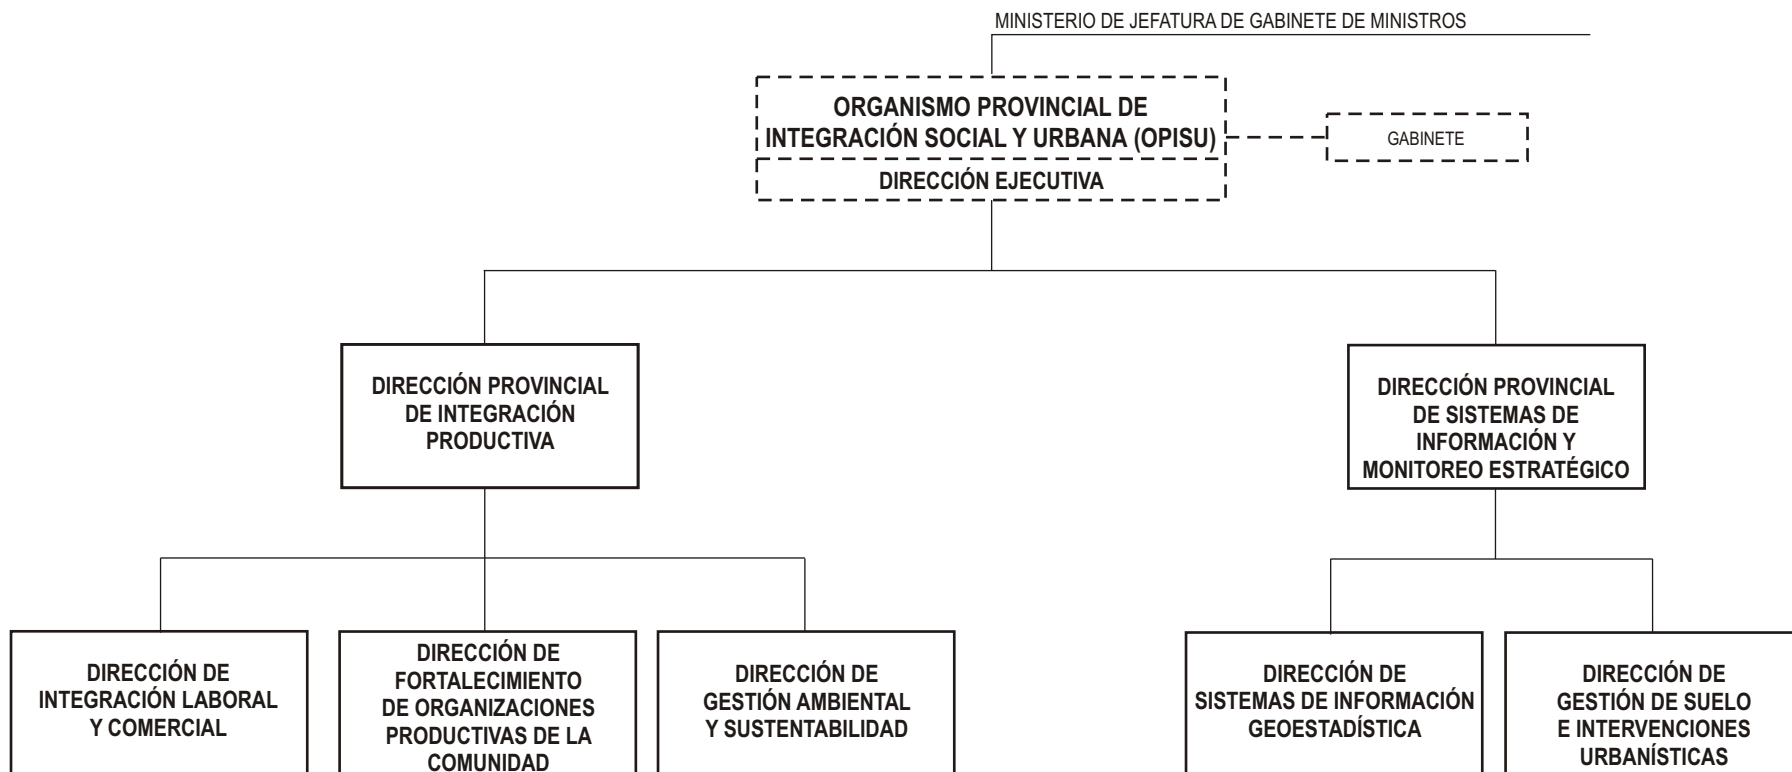 MINISTERIO DE JEFATURA DE GABINETE DE MINISTROS
ORGANISMO PROVINCIAL DE
INTEGRACIÓN SOCIAL Y URBANA (OPISU)
DIRECCIÓN EJECUTIVA
GABINETE
DIRECCIÓN PROVINCIAL
DE INTEGRACIÓN
PRODUCTIVA
DIRECCIÓN PROVINCIAL
DE SISTEMAS DE
INFORMACIÓN Y
MONITOREO ESTRATÉGICO
DIRECCIÓN DE
INTEGRACIÓN LABORAL
Y COMERCIAL
DIRECCIÓN DE
FORTALECIMIENTO
DE ORGANIZACIONES
PRODUCTIVAS DE LA
COMUNIDAD
DIRECCIÓN DE
GESTIÓN AMBIENTAL
Y SUSTENTABILIDAD
DIRECCIÓN DE
SISTEMAS DE INFORMACIÓN
GEOESTADÍSTICA
DIRECCIÓN DE
GESTIÓN DE SUELO
E INTERVENCIONES
URBANÍSTICAS